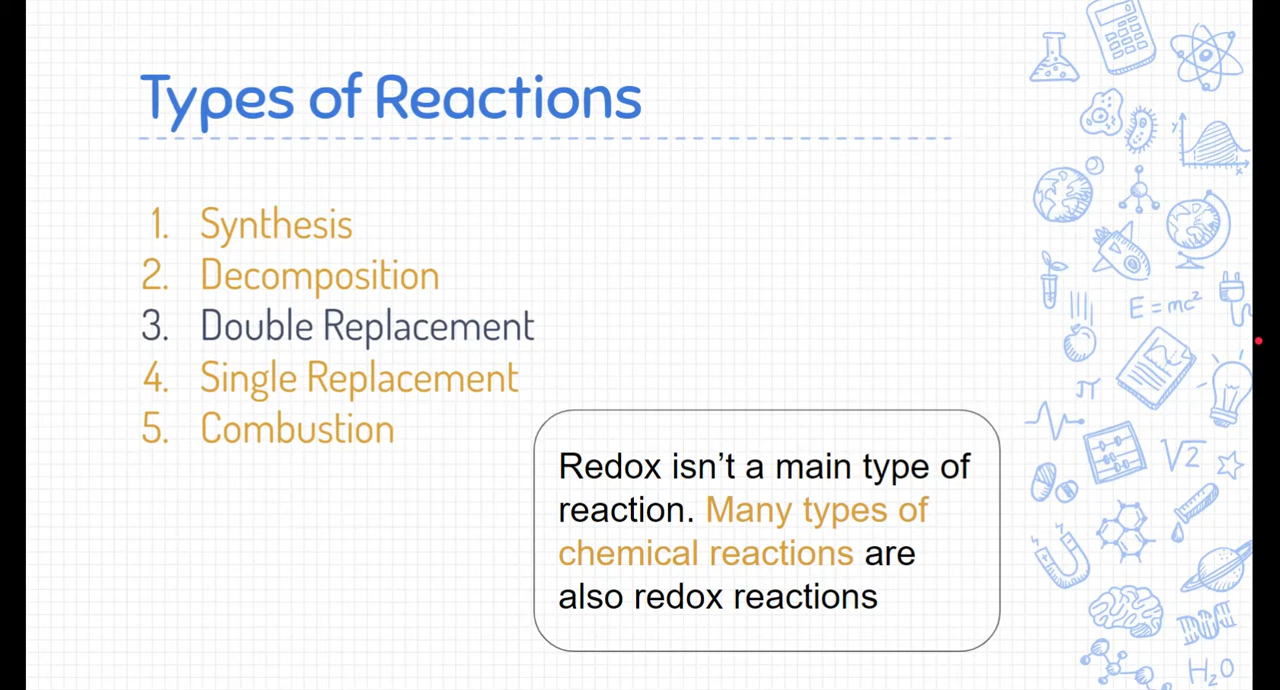 Types of Reactions
1. Synthesis
2. Decomposition
3. Double Replacement
4. Single Replacement
5. Combustion
Redox isn’t a main type of
reaction. Many types of
chemical reactions are
also redox reactions
y
x
E=mc²
π
√2
H₂O